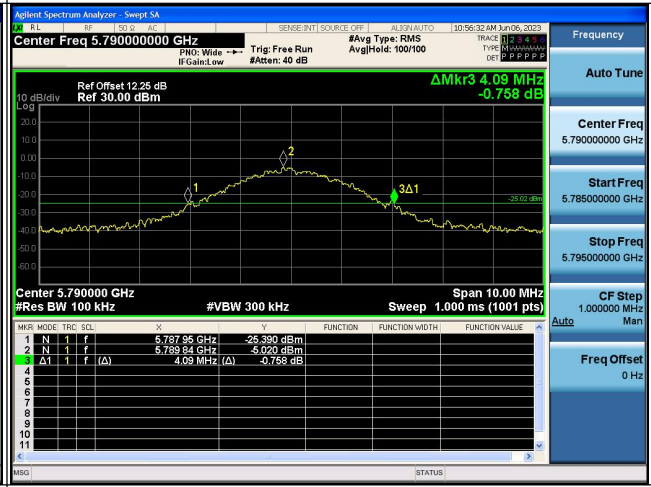 Agilent Spectrum Analyzer - Swept SA
RL RF 50 Ω AC SENSE:INT SOURCE OFF ALIGN AUTO 10:56:32 AM Jun 06, 2023
Center Freq 5.790000000 GHz
PNO: Wide
IFGain:Low
Trig: Free Run
#Atten: 40 dB
#Avg Type: RMS
Avg|Hold: 100/100
TRACE 1 2 3 4 5 6
TYPE M
DET P P P P P P
Ref Offset 12.25 dB
Ref 30.00 dBm
10 dB/div
Log
ΔMkr3 4.09 MHz
-0.758 dB
20.0
10.0
0.00
-10.0
-20.0
-30.0
-40.0
-50.0
-60.0
1
2
3Δ1
-25.02 dBm
Center 5.790000 GHz
Span 10.00 MHz
#Res BW 100 kHz
#VBW 300 kHz
Sweep 1.000 ms (1001 pts)
MKR MODE TRC SCL X Y FUNCTION FUNCTION WIDTH FUNCTION VALUE
1 N 1 f 5.787 95 GHz -25.390 dBm
2 N 1 f 5.789 84 GHz -5.020 dBm
3 Δ1 1 f (Δ) 4.09 MHz (Δ) -0.758 dB
4
5
6
7
8
9
10
11
MSG
STATUS
Frequency
Auto Tune
Center Freq
5.790000000 GHz
Start Freq
5.785000000 GHz
Stop Freq
5.795000000 GHz
CF Step
1.000000 MHz
Auto Man
Freq Offset
0 Hz